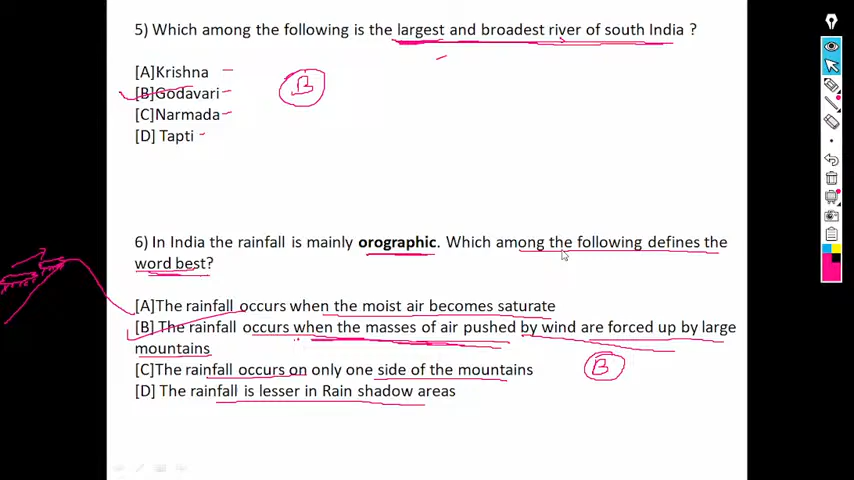 5) Which among the following is the largest and broadest river of south India ?
[A]Krishna
[B]Godavari
[C]Narmada
[D] Tapti
B
6) In India the rainfall is mainly orographic. Which among the following defines the
word best?
[A]The rainfall occurs when the moist air becomes saturate
[B] The rainfall occurs when the masses of air pushed by wind are forced up by large
mountains
[C]The rainfall occurs on only one side of the mountains
[D] The rainfall is lesser in Rain shadow areas
B